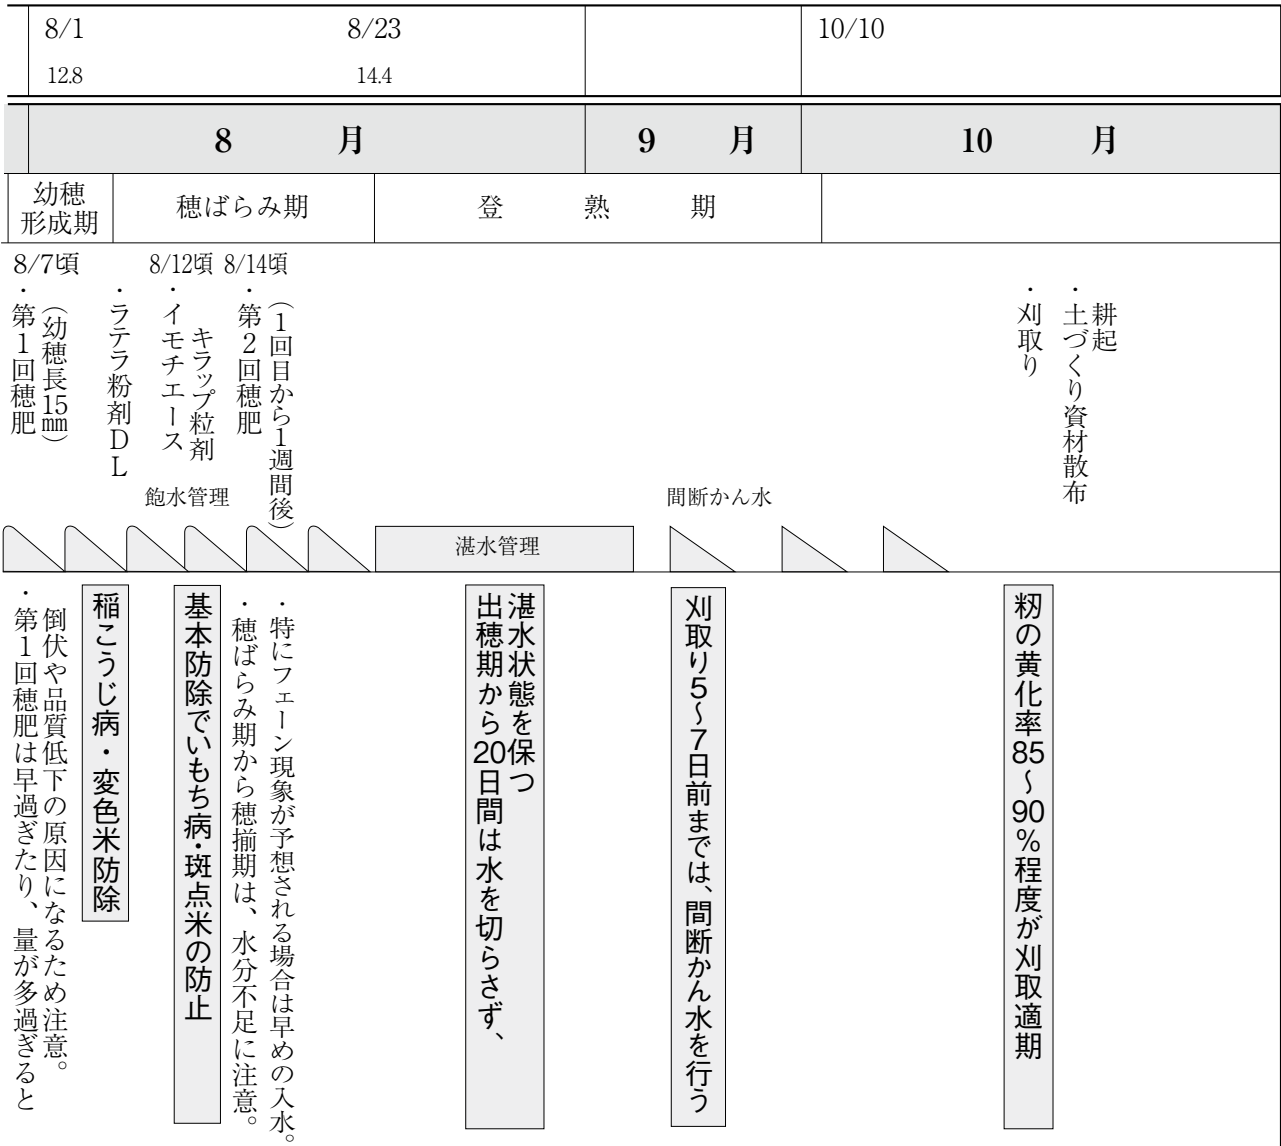 8/1
8/23
10/10
12.8
14.4
8月
9月
10月
幼穂
形成期
穂ばらみ期
登熟期
8/7頃
・第１回穂肥
（幼穂長15㎜）
・ラテラ粉剤ＤＬ
8/12頃
・イモチエース
キラップ粒剤
8/14頃
・第２回穂肥
（１回目から１週間後）
・刈取り
・土づくり資材散布
耕起
飽水管理
湛水管理
間断かん水
・第１回穂肥は早過ぎたり、量が多過ぎると
倒伏や品質低下の原因になるため注意。
稲こうじ病・変色米防除
基本防除でいもち病・斑点米の防止
・穂ばらみ期から穂揃期は、水分不足に注意。
・特にフェーン現象が予想される場合は早めの入水。
出穂期から20日間は水を切らさず、
湛水状態を保つ
刈取り５〜７日前までは、間断かん水を行う
籾の黄化率85〜90％程度が刈取適期